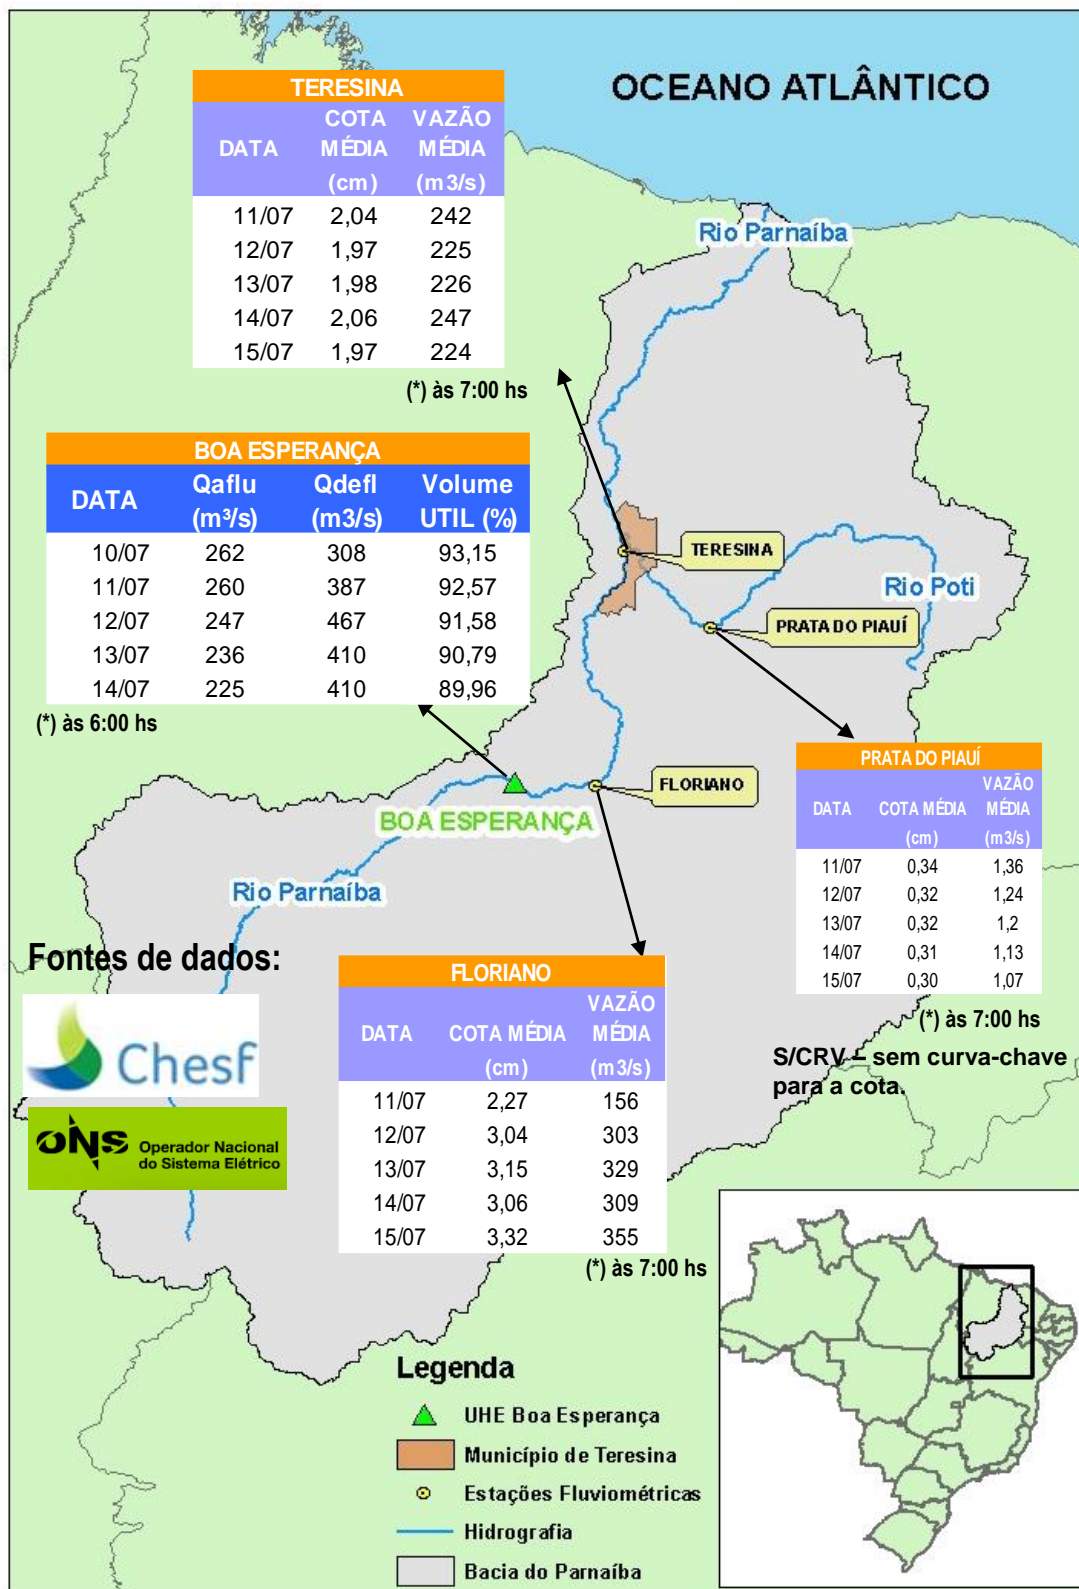 OCEANO ATLÂNTICO
TERESINA
DATA COTA MÉDIA (cm) VAZÃO MÉDIA (m3/s)
11/07 2,04 242
12/07 1,97 225
13/07 1,98 226
14/07 2,06 247
15/07 1,97 224
(*) às 7:00 hs
Rio Parnaíba
BOA ESPERANÇA
DATA Qaflu (m³/s) Qdefl (m3/s) Volume UTIL (%)
10/07 262 308 93,15
11/07 260 387 92,57
12/07 247 467 91,58
13/07 236 410 90,79
14/07 225 410 89,96
(*) às 6:00 hs
TERESINA
Rio Poti
PRATA DO PIAUÍ
FLORIANO
BOA ESPERANÇA
Rio Parnaíba
PRATA DO PIAUÍ
DATA COTA MÉDIA (cm) VAZÃO MÉDIA (m3/s)
11/07 0,34 1,36
12/07 0,32 1,24
13/07 0,32 1,2
14/07 0,31 1,13
15/07 0,30 1,07
(*) às 7:00 hs
S/CRV – sem curva-chave
para a cota.
Fontes de dados:
Chesf
ONS Operador Nacional
do Sistema Elétrico
FLORIANO
DATA COTA MÉDIA (cm) VAZÃO MÉDIA (m3/s)
11/07 2,27 156
12/07 3,04 303
13/07 3,15 329
14/07 3,06 309
15/07 3,32 355
(*) às 7:00 hs
Legenda
UHE Boa Esperança
Município de Teresina
Estações Fluviométricas
Hidrografia
Bacia do Parnaíba